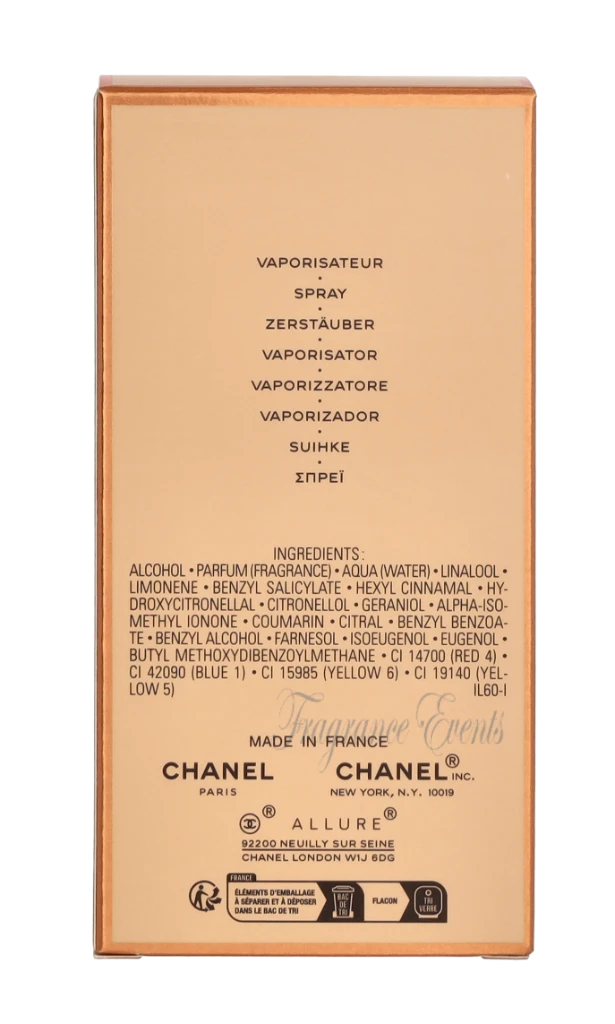 VAPORISATEUR
•
SPRAY
•
ZERSTÄUBER
•
VAPORISATOR
•
VAPORIZZATORE
•
VAPORIZADOR
•
SUIHKE
•
ΣΠΡΕΪ
INGREDIENTS:
ALCOHOL • PARFUM (FRAGRANCE) • AQUA (WATER) • LINALOOL •
LIMONENE • BENZYL SALICYLATE • HEXYL CINNAMAL • HY-
DROXYCITRONELLAL • CITRONELLOL • GERANIOL • ALPHA-ISO-
METHYL IONONE • COUMARIN • CITRAL • BENZYL BENZOA-
TE • BENZYL ALCOHOL • FARNESOL • ISOEUGENOL • EUGENOL •
BUTYL METHOXYDIBENZOYLMETHANE • CI 14700 (RED 4) •
CI 42090 (BLUE 1) • CI 15985 (YELLOW 6) • CI 19140 (YEL-
LOW 5) IL60-I
Fragrance Events
MADE IN FRANCE
CHANEL CHANEL® INC.
PARIS NEW YORK, N.Y. 10019
® ALLURE®
92200 NEUILLY SUR SEINE
CHANEL LONDON W1J 6DG
FRANCE
ÉLÉMENTS D'EMBALLAGE
À SÉPARER ET À DÉPOSER
DANS LE BAC DE TRI
BAC
DE
TRI
FLACON
TRI
VERRE